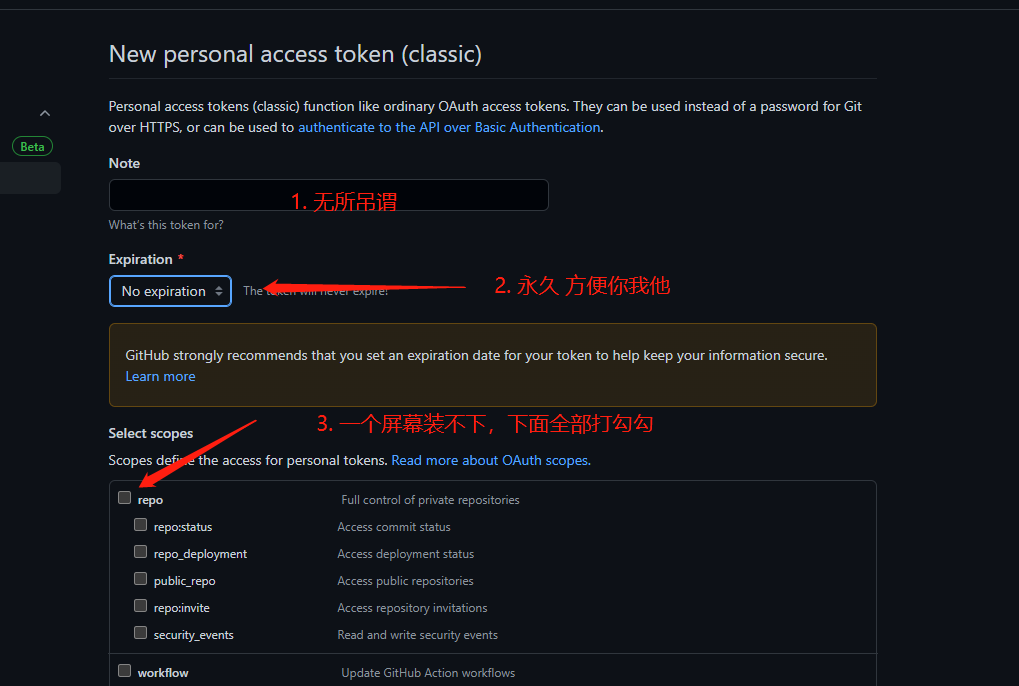 New personal access token (classic)
Personal access tokens (classic) function like ordinary OAuth access tokens. They can be used instead of a password for Git
over HTTPS, or can be used to authenticate to the API over Basic Authentication.
Beta
Note
1. 无所吊谓
What's this token for?
Expiration *
No expiration
The token will never expire!
2. 永久 方便你我他
GitHub strongly recommends that you set an expiration date for your token to help keep your information secure.
Learn more
3. 一个屏幕装不下，下面全部打勾勾
Select scopes
Scopes define the access for personal tokens. Read more about OAuth scopes.
repo Full control of private repositories
repo:status Access commit status
repo_deployment Access deployment status
public_repo Access public repositories
repo:invite Access repository invitations
security_events Read and write security events
workflow Update GitHub Action workflows